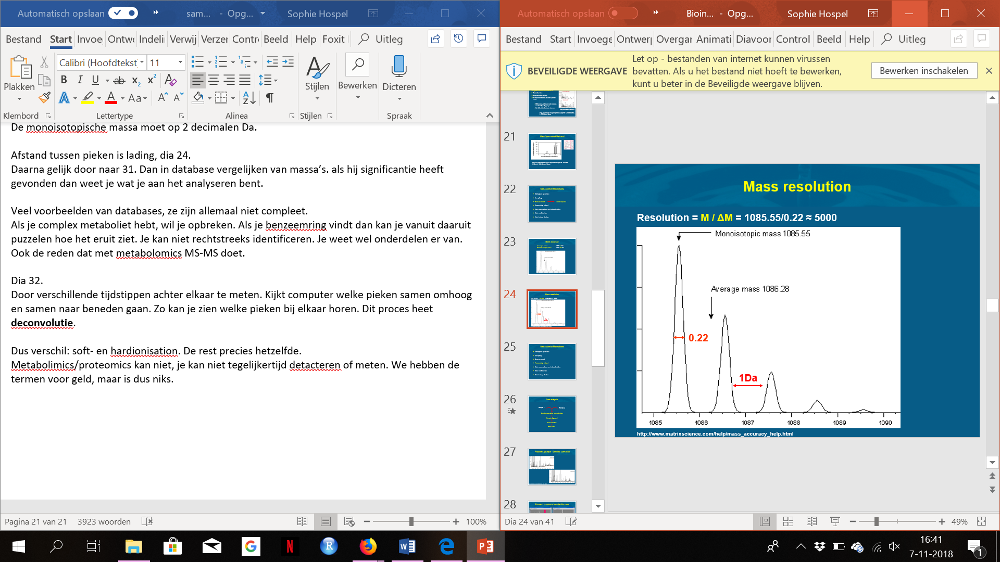 Automatisch opslaan
sam... - Opg...
Sophie Hospel
Bestand Start Invoe Ontwe Indeli Verwij Verzer Contr Beeld Help Foxit Uitleg
Plakken
Klembord
Calibri (Hoofdtekst) 11
B I U ab x₂ x²
A A A Aa A A
Lettertype
Alinea
Stijlen
Stijlen
Bewerken
Dicteren
Spraak
De monoisotopische massa moet op 2 decimalen Da.
Afstand tussen pieken is lading, dia 24.
Daarna gelijk door naar 31. Dan in database vergelijken van massa's. als hij significantie heeft
gevonden dan weet je wat je aan het analyseren bent.
Veel voorbeelden van databases, ze zijn allemaal niet compleet.
Als je complex metaboliet hebt, wil je opbreken. Als je benzeemring vindt dan kan je vanuit daaruit
puzzelen hoe het eruit ziet. Je kan niet rechtstreeks identificeren. Je weet wel onderdelen er van.
Ook de reden dat met metabolomics MS-MS doet.
Dia 32.
Door verschillende tijdstippen achter elkaar te meten. Kijkt computer welke pieken samen omhoog
en samen naar beneden gaan. Zo kan je zien welke pieken bij elkaar horen. Dit proces heet
deconvolutie.
Dus verschil: soft- en hardionisation. De rest precies hetzelfde.
Metabolimics/proteomics kan niet, je kan niet tegelijkertijd detacteren of meten. We hebben de
termen voor geld, maar is dus niks.
Pagina 21 van 21 3923 woorden 100%
Automatisch opslaan
Bioin... - Opg...
Sophie Hospel
Bestand Start Invoege Ontwerp Overgar Animati Diavoor Control Beeld Help Uitleg
BEVEILIGDE WEERGAVE
Let op - bestanden van internet kunnen virussen
bevatten. Als u het bestand niet hoeft te bewerken,
kunt u beter in de Beveiligde weergave blijven.
Bewerken inschakelen
21
22
23
Mass accuracy
24
Mass resolution
25
26
Data analysis
27
28
Mass resolution
Resolution = M / ΔM = 1085.55/0.22 ≈ 5000
Monoisotopic mass 1085.55
Average mass 1086.28
0.22
1Da
1085 1086 1087 1088 1089 1090
http://www.matrixscience.com/help/mass_accuracy_help.html
Dia 24 van 41 49%
16:41
7-11-2018
1